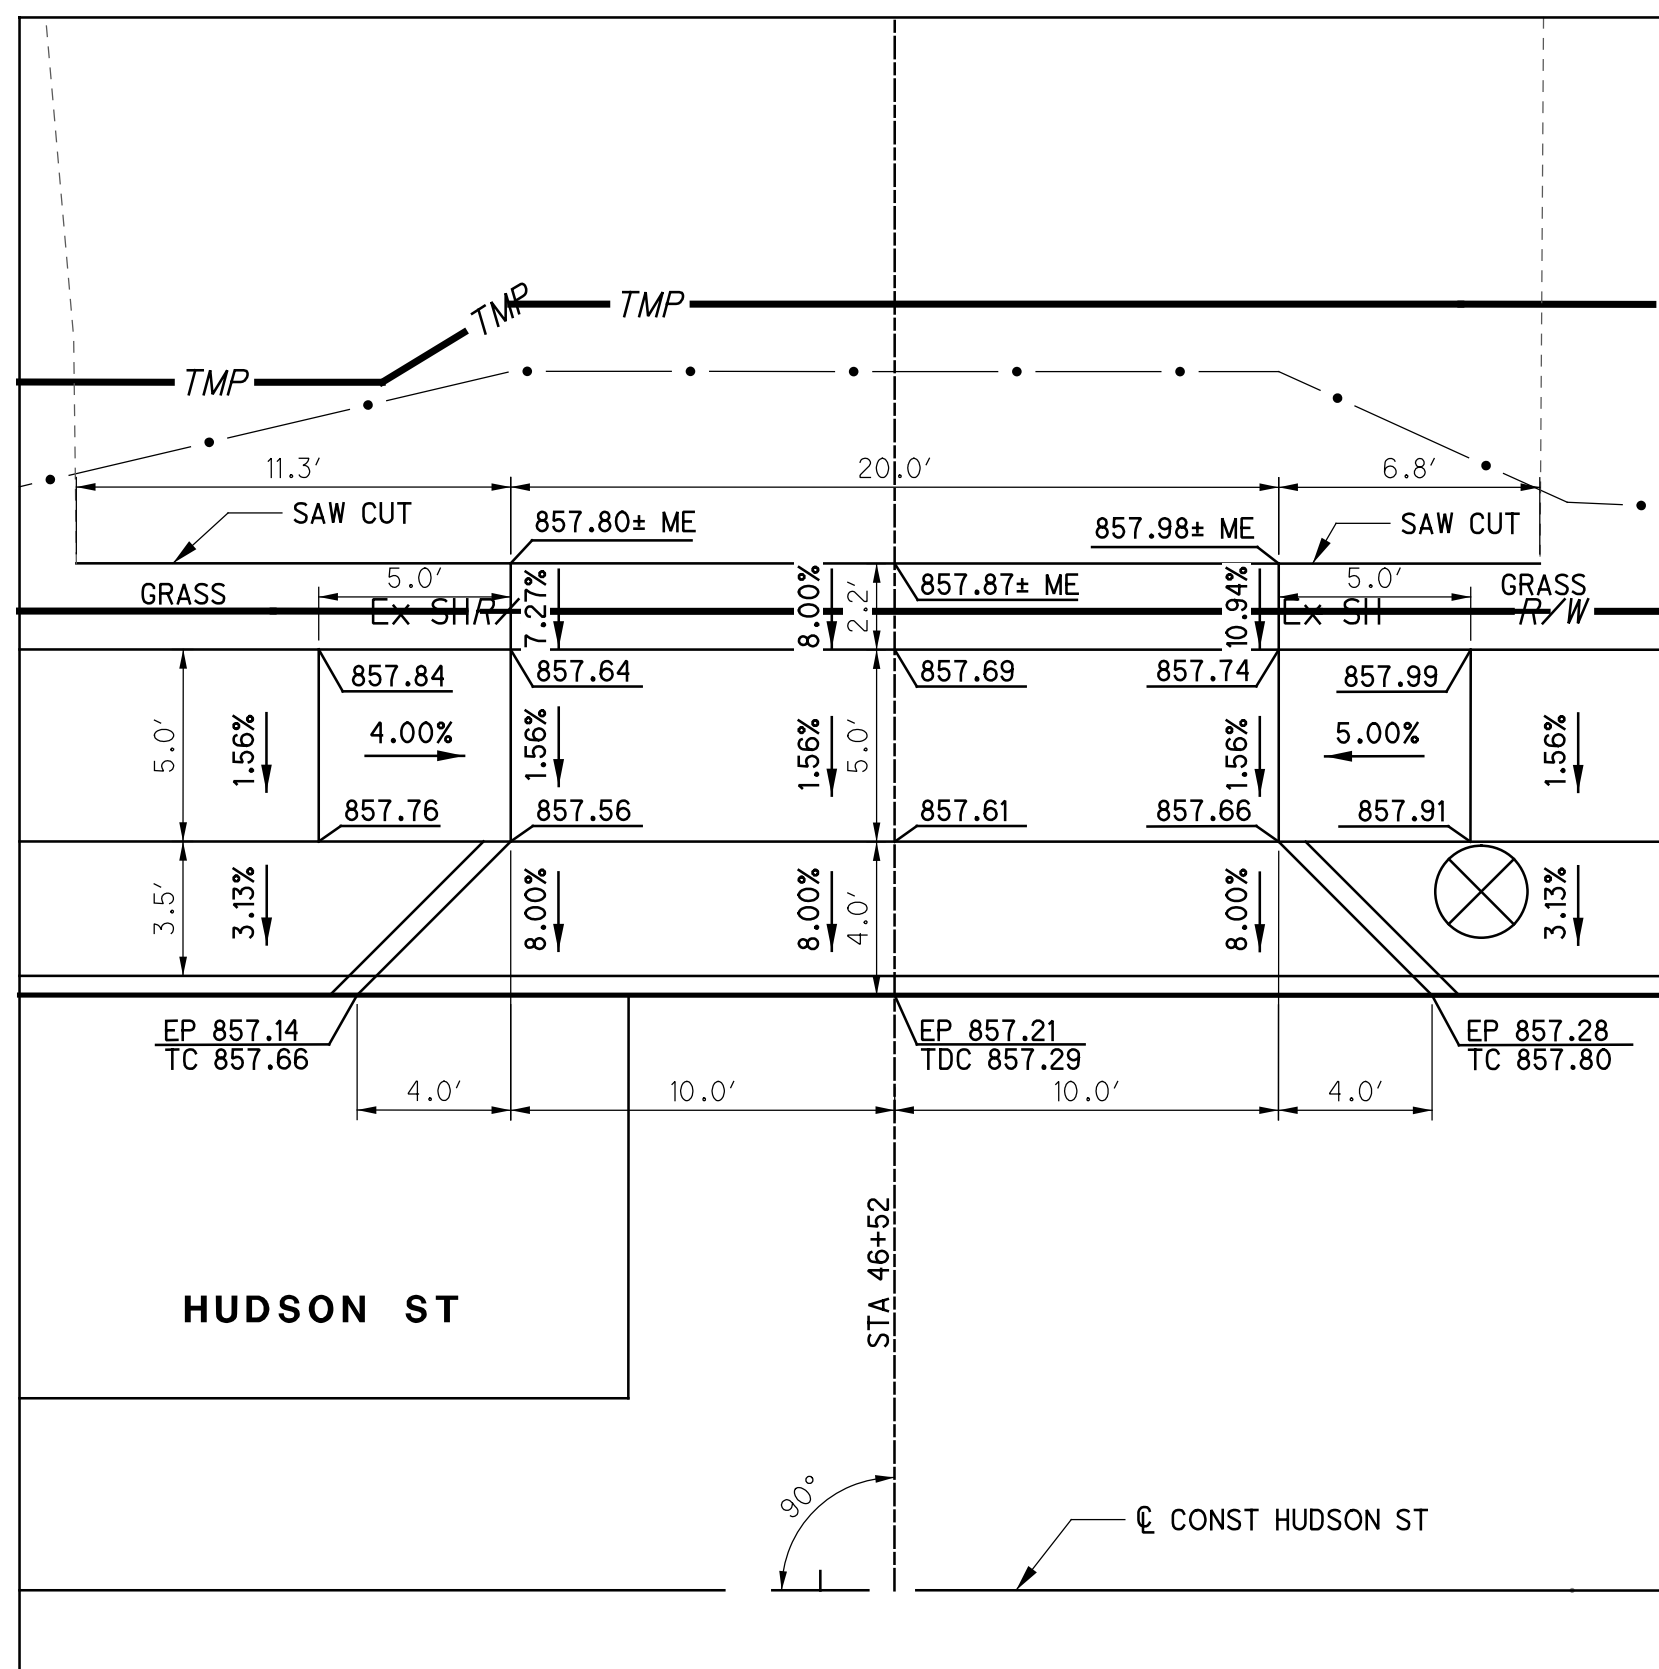 TMP
TMP
TMP
11.3′ 20.0′ 6.8′
SAW CUT
857.80± ME
857.98± ME
SAW CUT
GRASS
5.0′
7.27%
8.00%
2.2′
857.87± ME
10.94%
5.0′
GRASS
Ex SH
R/
Ex SH
R/W
857.84
857.64
857.69
857.74
857.99
5.0′
1.56%
4.00%
1.56%
1.56%
5.0′
1.56%
5.00%
1.56%
857.76
857.56
857.61
857.66
857.91
3.5′
3.13%
8.00%
8.00%
4.0′
8.00%
3.13%
EP 857.14
TC 857.66
EP 857.21
TDC 857.29
EP 857.28
TC 857.80
4.0′ 10.0′ 10.0′ 4.0′
STA 46+52
HUDSON ST
90°
℄ CONST HUDSON ST